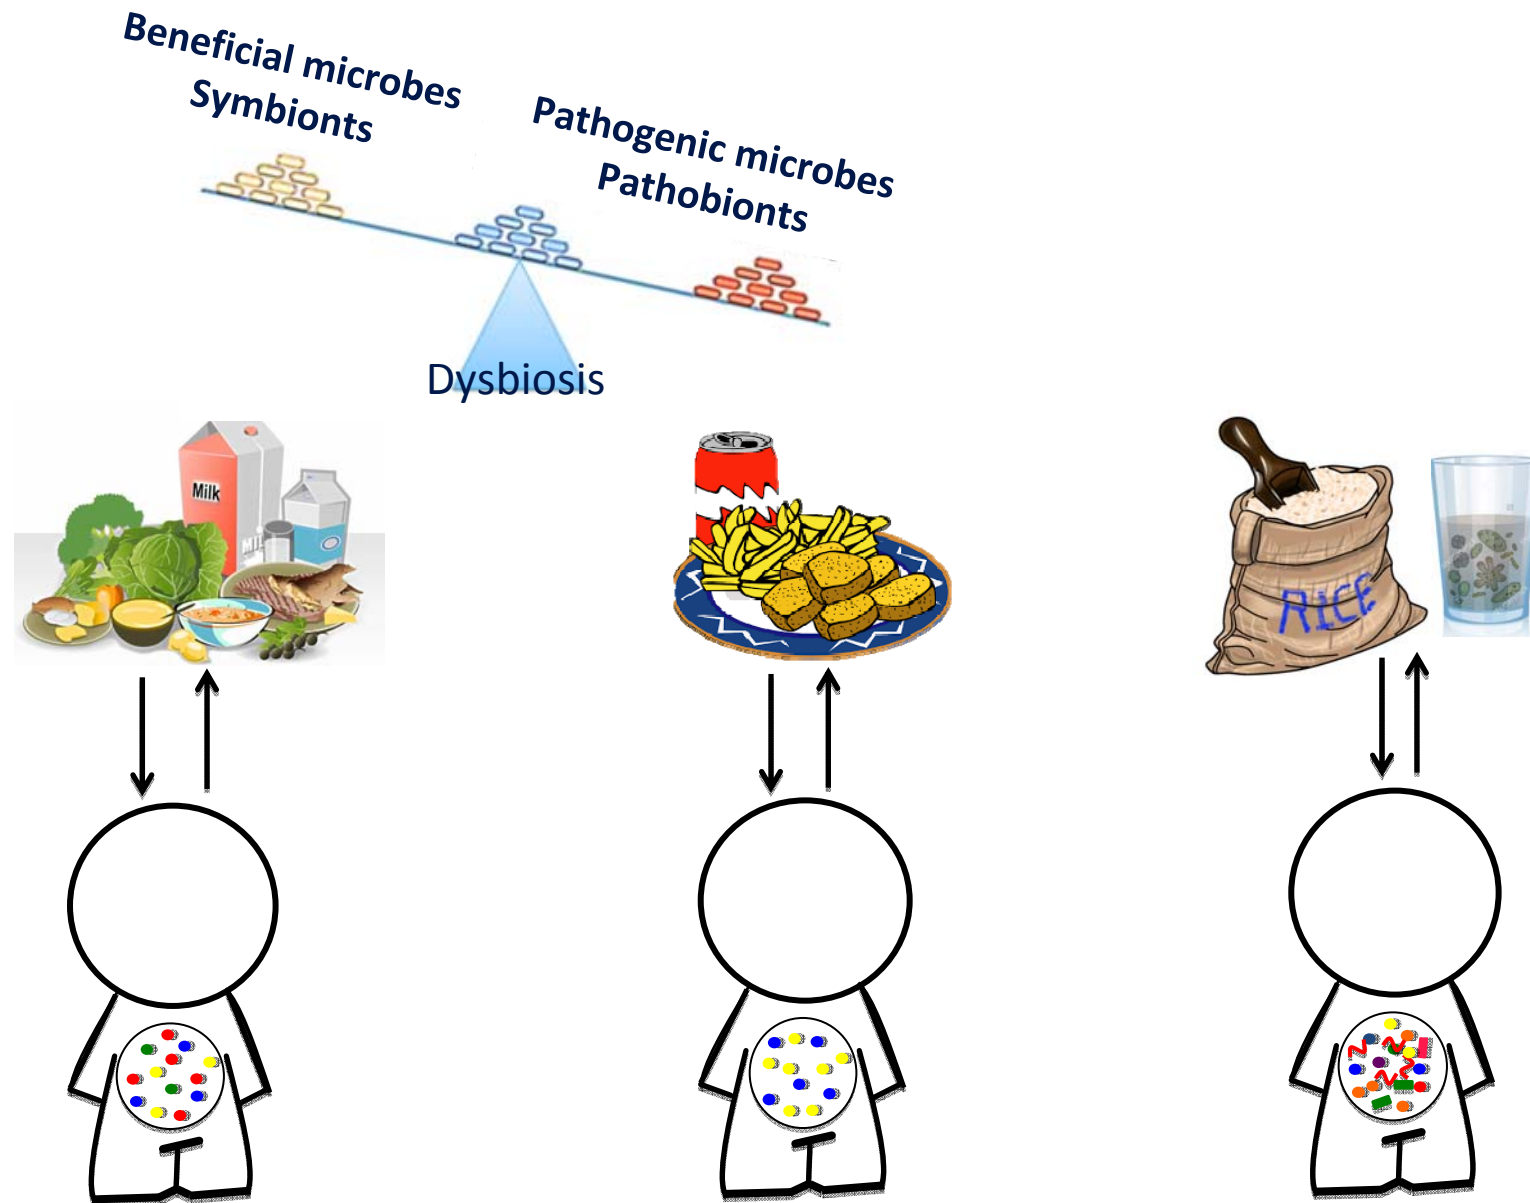 Beneficial microbes
Symbionts
Pathogenic microbes
Pathobionts
Dysbiosis
Milk
RICE